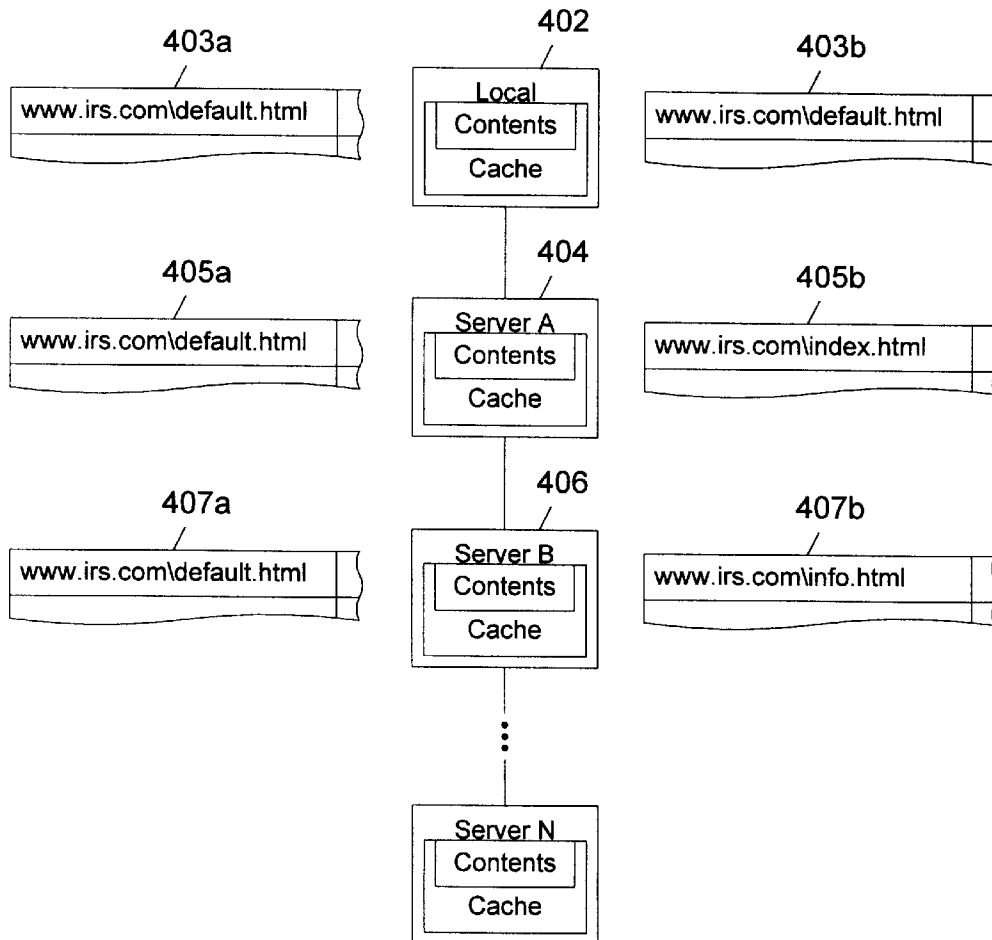 403a
402
403b
www.irs.com\default.html
Local
Contents
Cache
www.irs.com\default.html
405a
404
405b
www.irs.com\default.html
Server A
Contents
Cache
www.irs.com\index.html
407a
406
407b
www.irs.com\default.html
Server B
Contents
Cache
www.irs.com\info.html
Server N
Contents
Cache